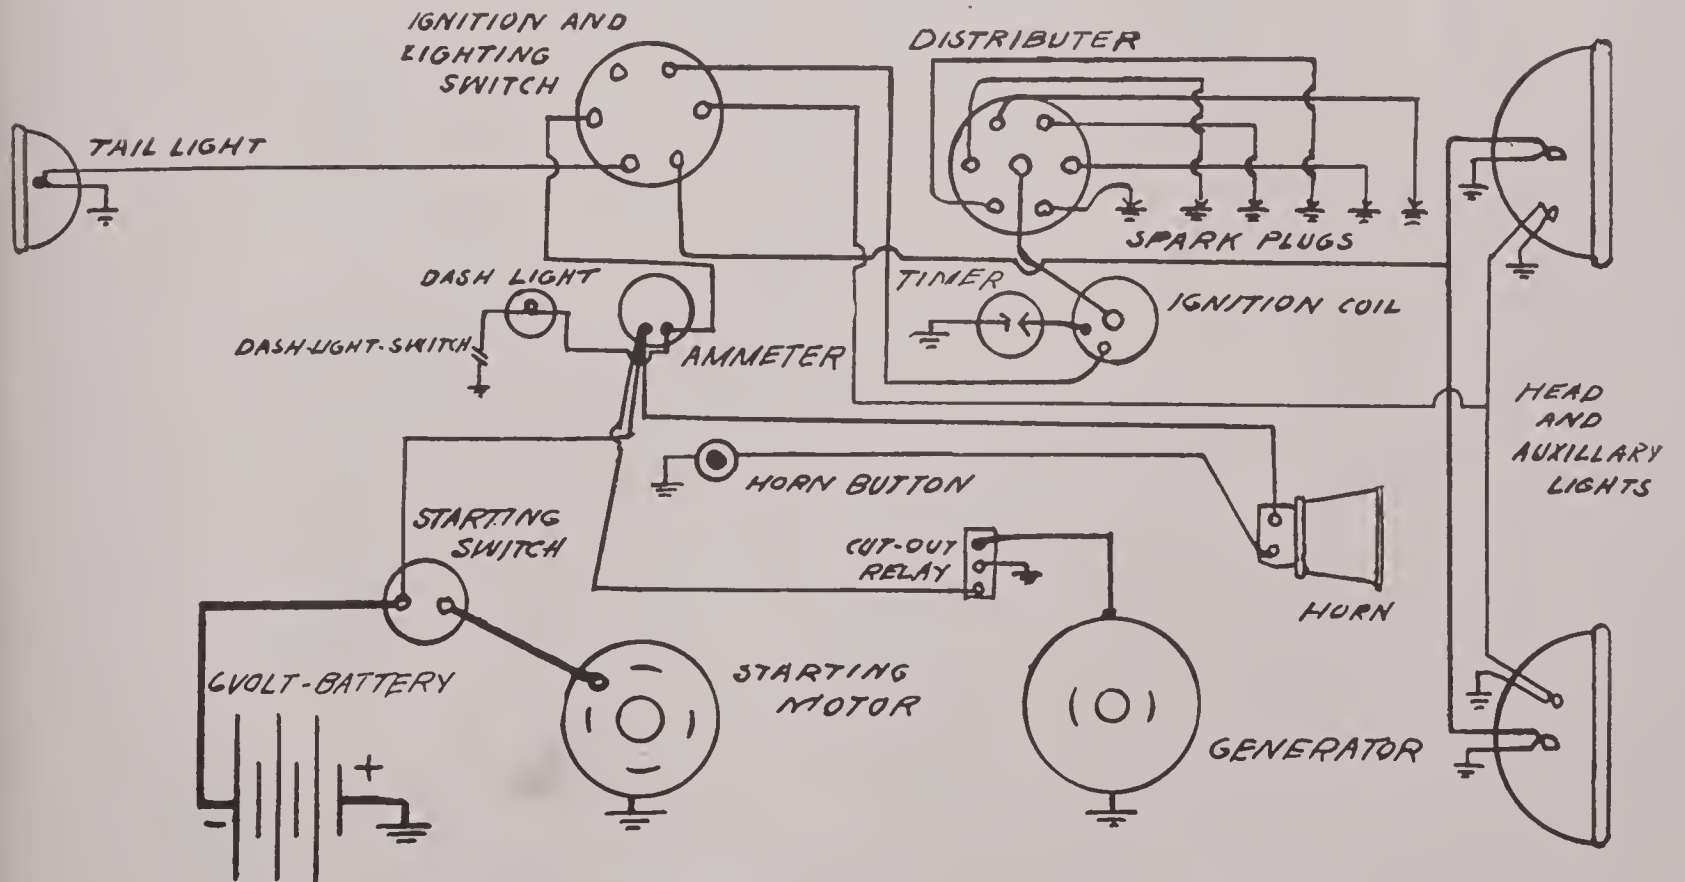 IGNITION AND
LIGHTING
SWITCH
DISTRIBUTER
TAIL LIGHT
SPARK PLUGS
DASH LIGHT
TIMER
IGNITION COIL
DASH-LIGHT-SWITCH
AMMETER
HEAD
AND
AUXILLARY
LIGHTS
HORN BUTTON
STARTING
SWITCH
CUT-OUT
RELAY
HORN
6VOLT-BATTERY
STARTING
MOTOR
GENERATOR
+
-